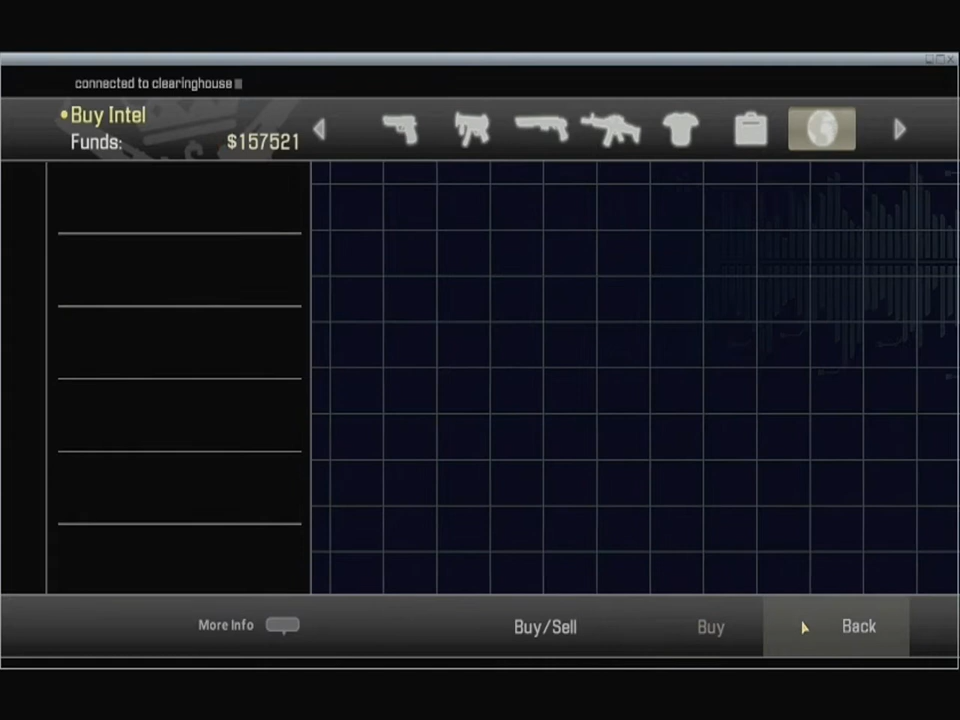 connected to clearinghouse
•Buy Intel
Funds: $157521
More Info
Buy/Sell
Buy
Back